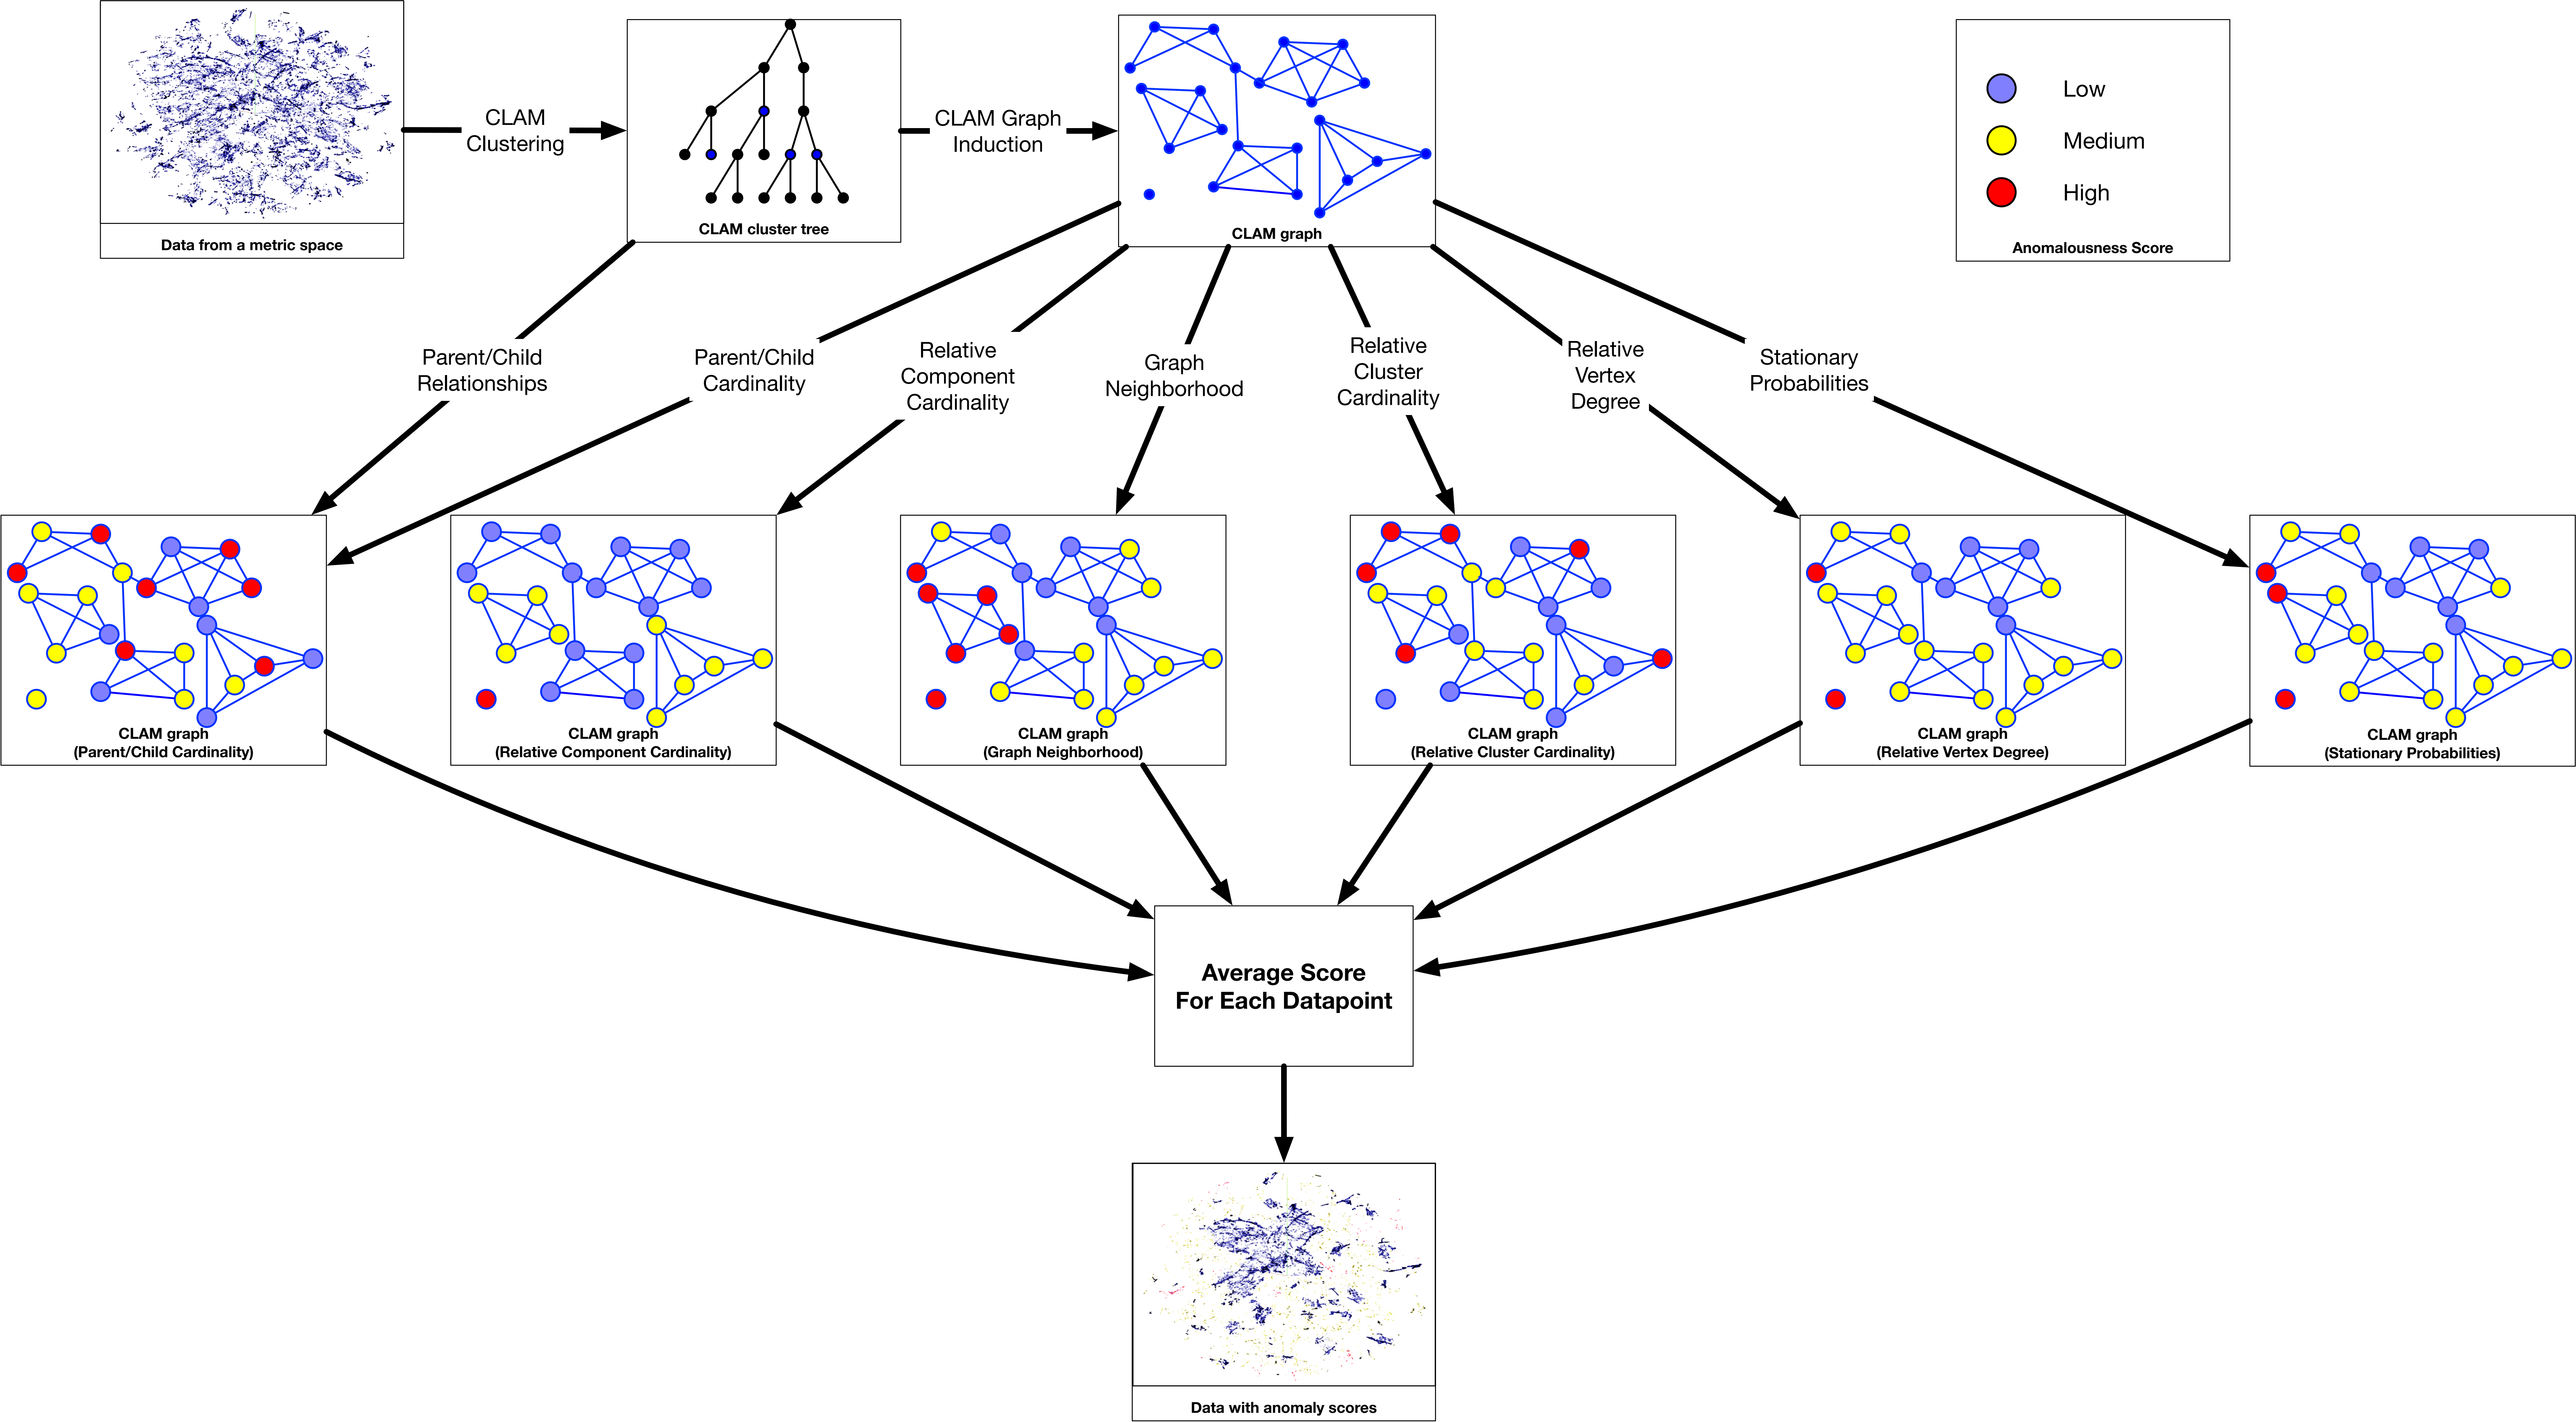 Data from a metric space
CLAM
Clustering
CLAM cluster tree
CLAM Graph
Induction
CLAM graph
Low
Medium
High
Anomalousness Score
Parent/Child
Relationships
Parent/Child
Cardinality
Relative
Component
Cardinality
Graph
Neighborhood
Relative
Cluster
Cardinality
Relative
Vertex
Degree
Stationary
Probabilities
CLAM graph
(Parent/Child Cardinality)
CLAM graph
(Relative Component Cardinality)
CLAM graph
(Graph Neighborhood)
CLAM graph
(Relative Cluster Cardinality)
CLAM graph
(Relative Vertex Degree)
CLAM graph
(Stationary Probabilities)
Average Score
For Each Datapoint
Data with anomaly scores